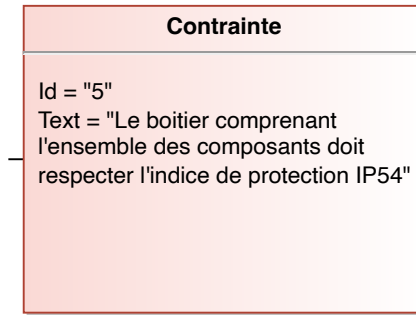 Contrainte
Id = "5"
Text = "Le boitier comprenant
l'ensemble des composants doit
respecter l'indice de protection IP54"